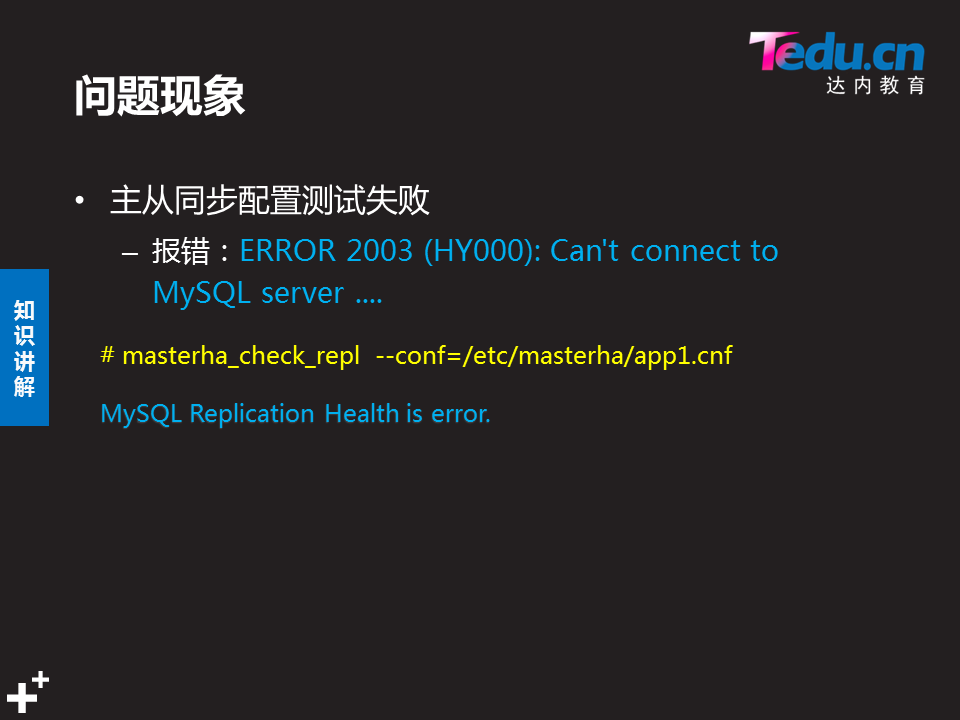 Tedu.cn
达内教育
问题现象
• 主从同步配置测试失败
– 报错：ERROR 2003 (HY000): Can't connect to
MySQL server ....
知识讲解
# masterha_check_repl --conf=/etc/masterha/app1.cnf
MySQL Replication Health is error.